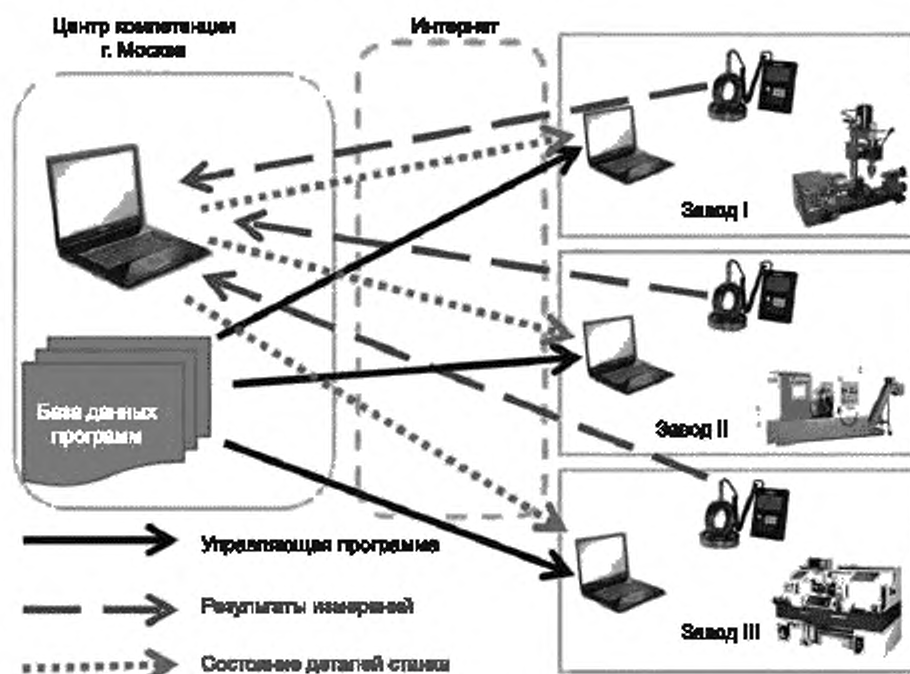 Центр компетенции
г. Москва
Интернет
Завод I
База данных
программ
Завод II
Завод III
Управляющая программа
Результаты измерений
Состояние деталей станка